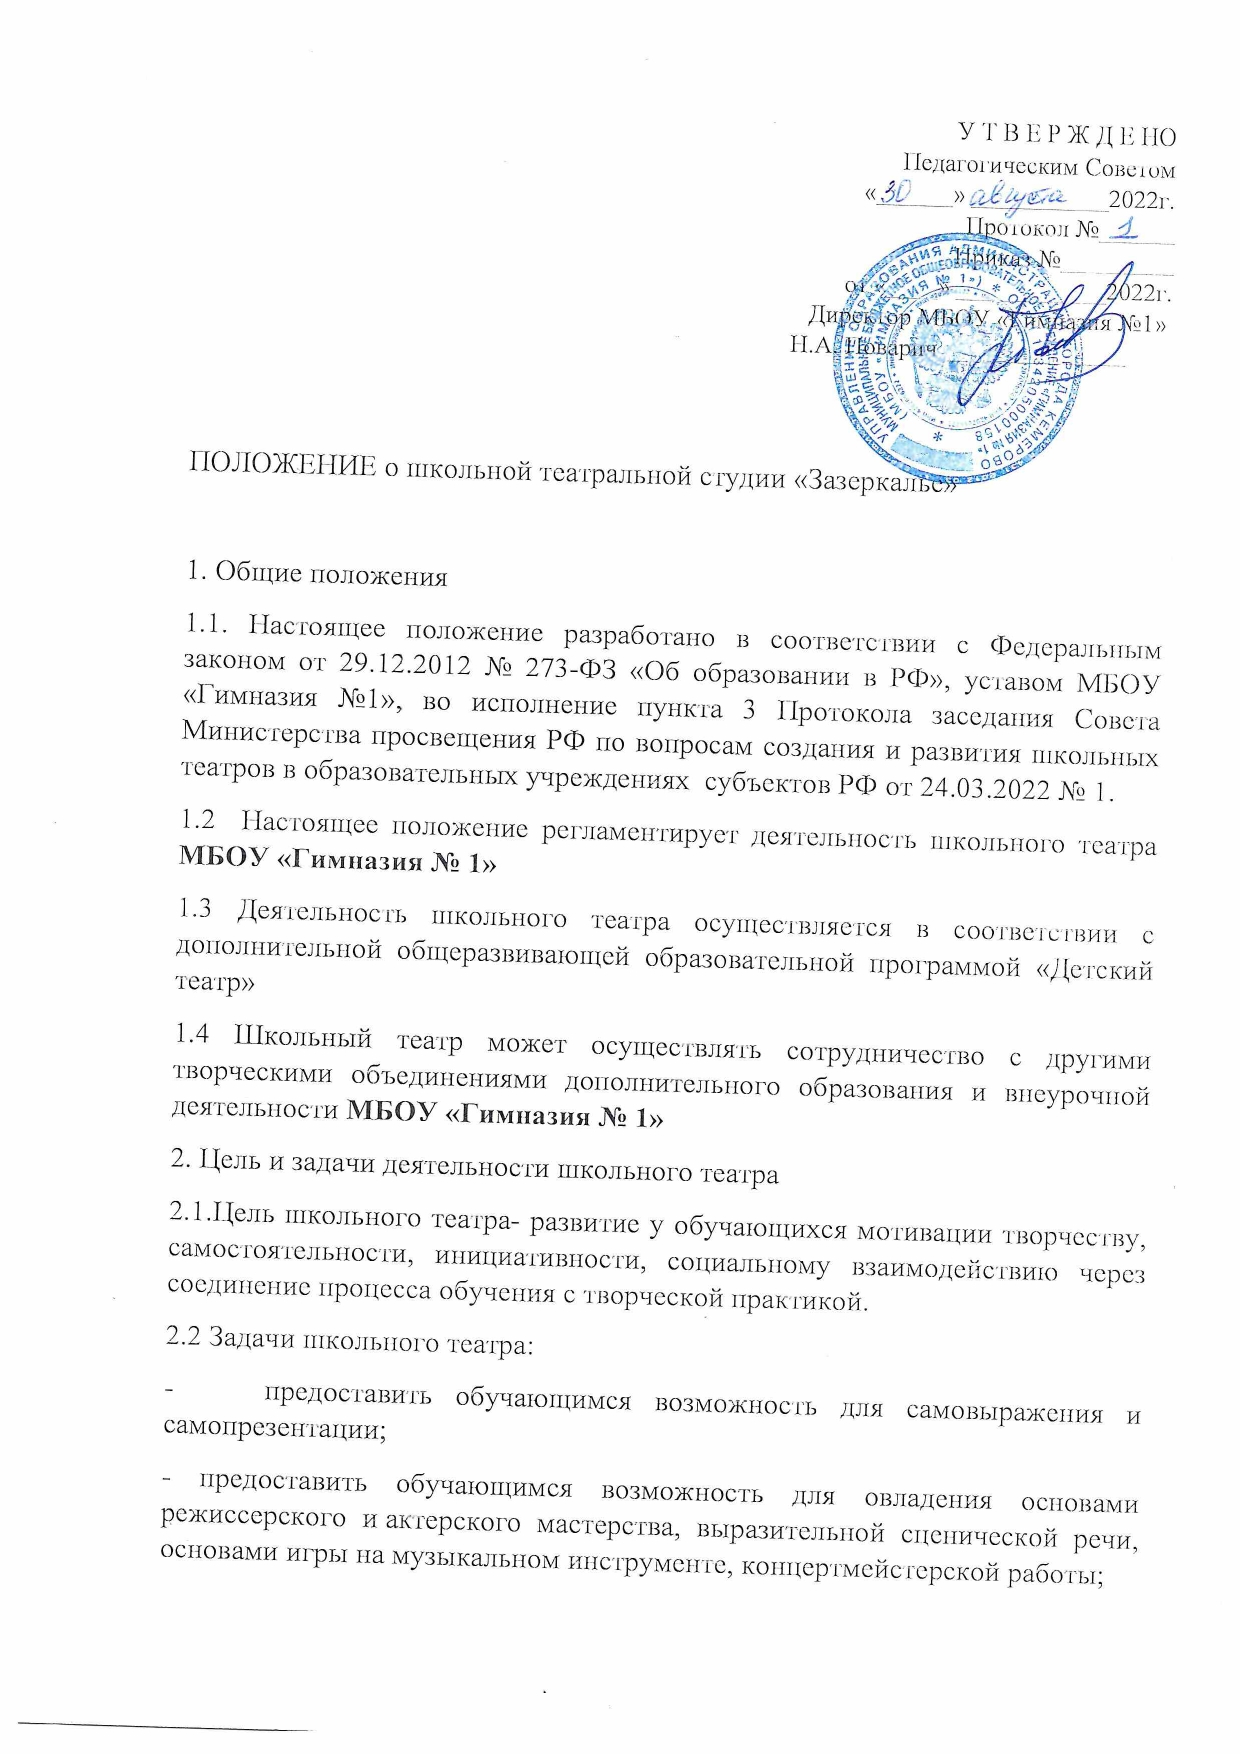 У Т В Е Р Ж Д Е НО
Педагогическим Советом
«30» августа 2022г.
Протокол № 1
Приказ №
от « » 2022г.
Директор МБОУ «Гимназия №1»
Н.А. Новарич
ПОЛОЖЕНИЕ о школьной театральной студии «Зазеркалье»
1. Общие положения
1.1. Настоящее положение разработано в соответствии с Федеральным
законом от 29.12.2012 № 273-ФЗ «Об образовании в РФ», уставом МБОУ
«Гимназия №1», во исполнение пункта 3 Протокола заседания Совета
Министерства просвещения РФ по вопросам создания и развития школьных
театров в образовательных учреждениях субъектов РФ от 24.03.2022 № 1.
1.2 Настоящее положение регламентирует деятельность школьного театра
МБОУ «Гимназия № 1»
1.3 Деятельность школьного театра осуществляется в соответствии с
дополнительной общеразвивающей образовательной программой «Детский
театр»
1.4 Школьный театр может осуществлять сотрудничество с другими
творческими объединениями дополнительного образования и внеурочной
деятельности МБОУ «Гимназия № 1»
2. Цель и задачи деятельности школьного театра
2.1.Цель школьного театра- развитие у обучающихся мотивации творчеству,
самостоятельности, инициативности, социальному взаимодействию через
соединение процесса обучения с творческой практикой.
2.2 Задачи школьного театра:
- предоставить обучающимся возможность для самовыражения и
самопрезентации;
- предоставить обучающимся возможность для овладения основами
режиссерского и актерского мастерства, выразительной сценической речи,
основами игры на музыкальном инструменте, концертмейстерской работы;